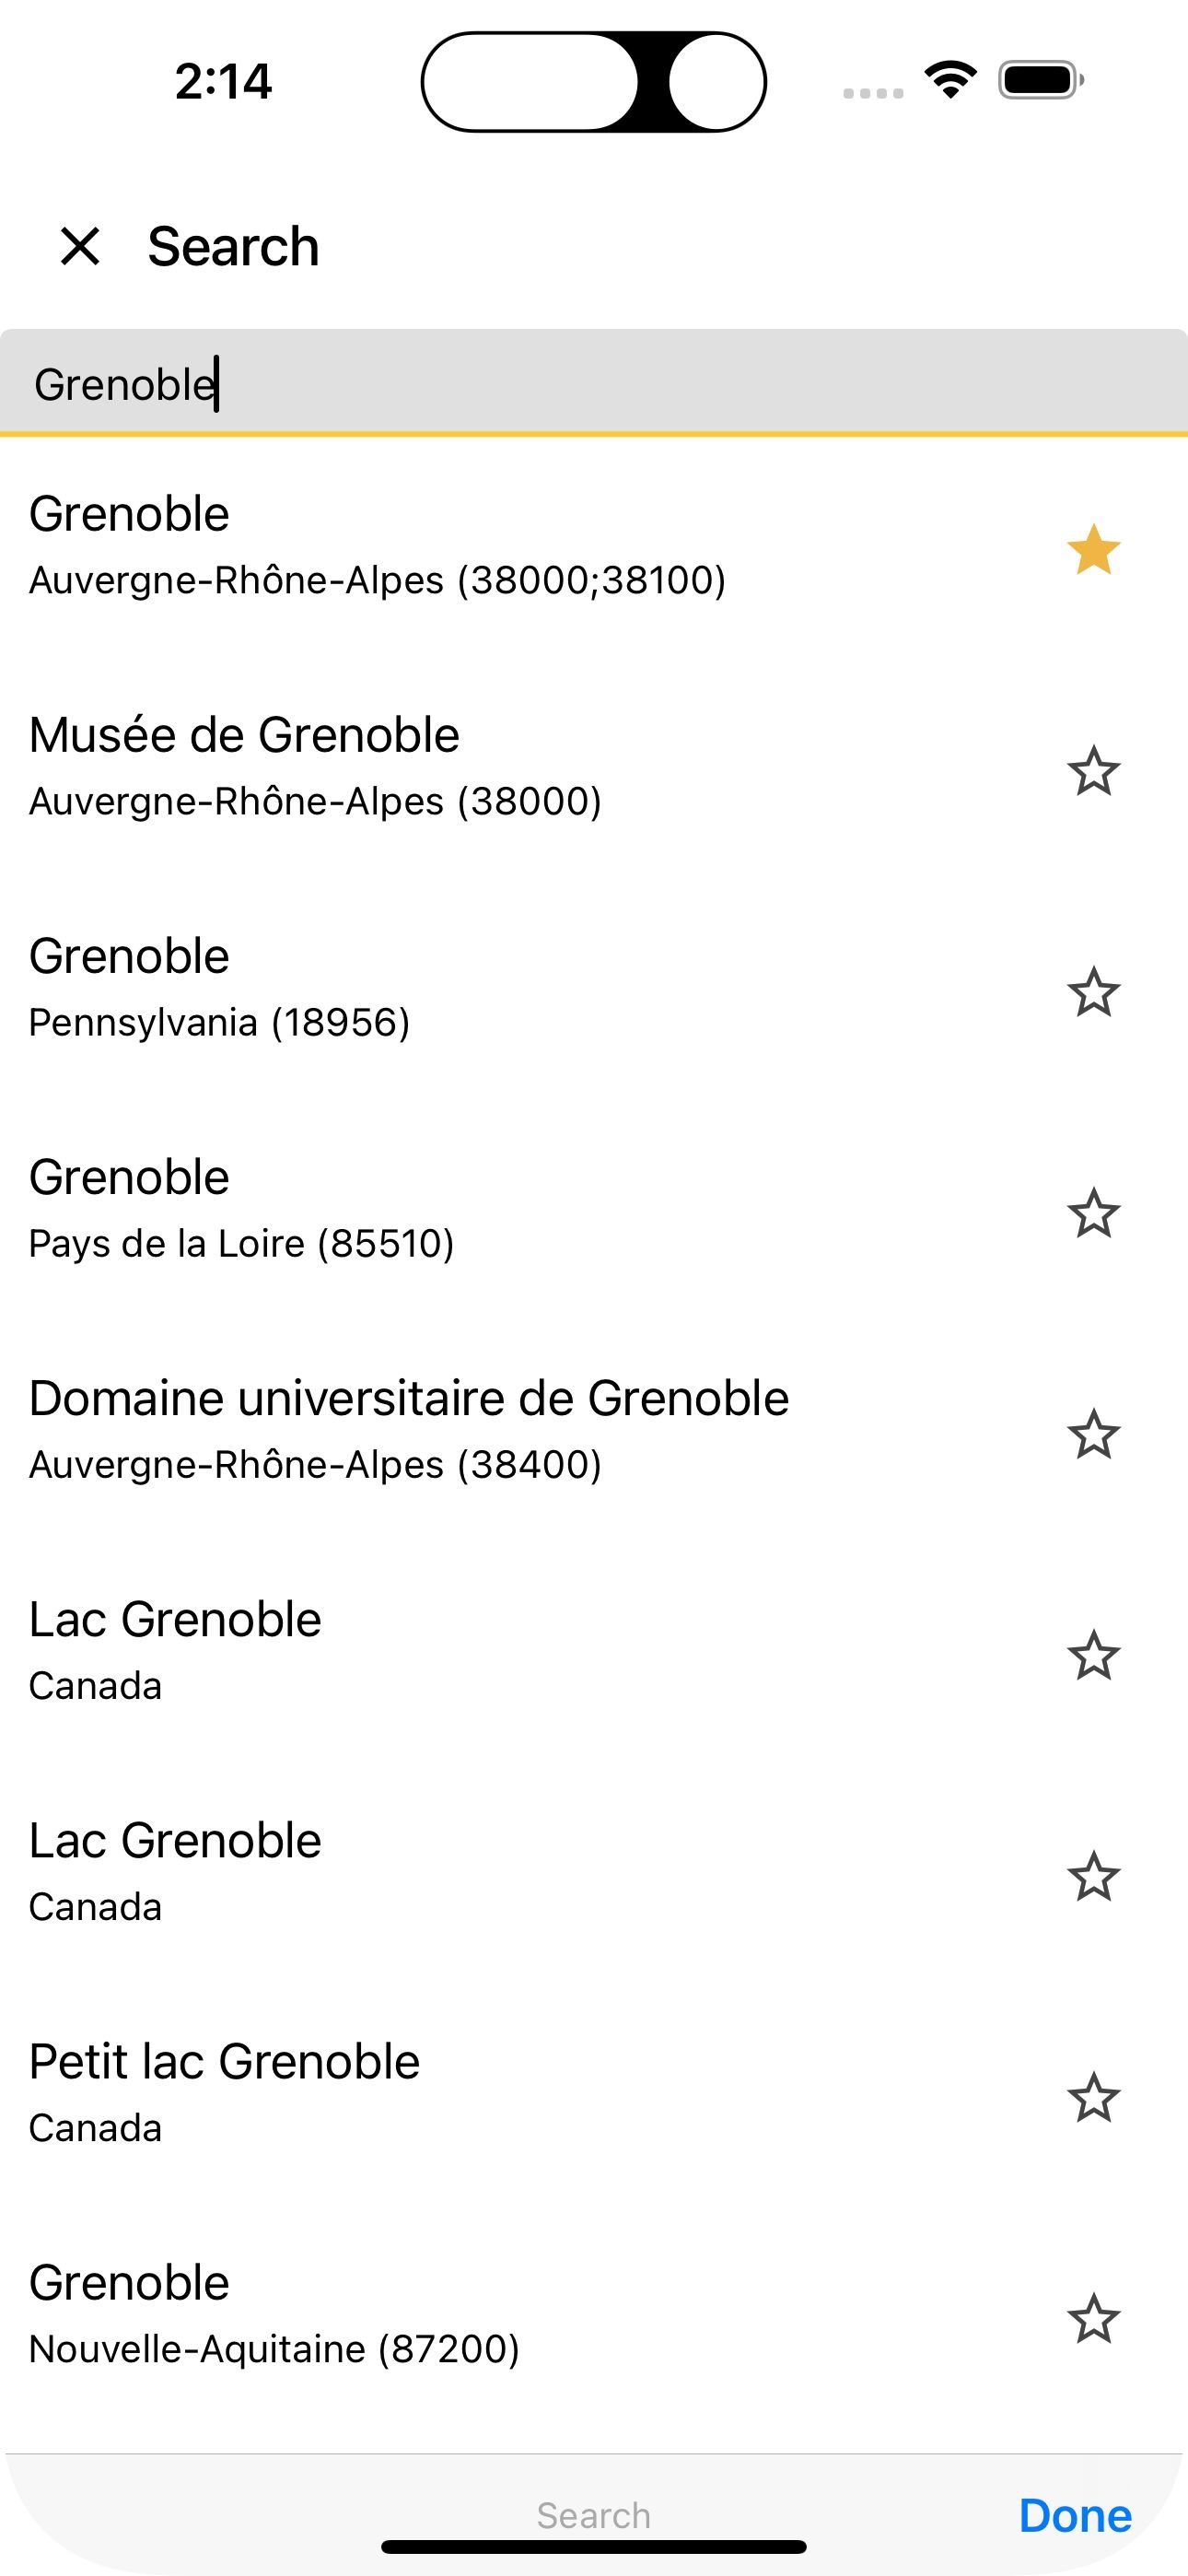 2:14
Search
Grenoble
Grenoble
Auvergne-Rhône-Alpes (38000;38100)
Musée de Grenoble
Auvergne-Rhône-Alpes (38000)
Grenoble
Pennsylvania (18956)
Grenoble
Pays de la Loire (85510)
Domaine universitaire de Grenoble
Auvergne-Rhône-Alpes (38400)
Lac Grenoble
Canada
Lac Grenoble
Canada
Petit lac Grenoble
Canada
Grenoble
Nouvelle-Aquitaine (87200)
Search
Done